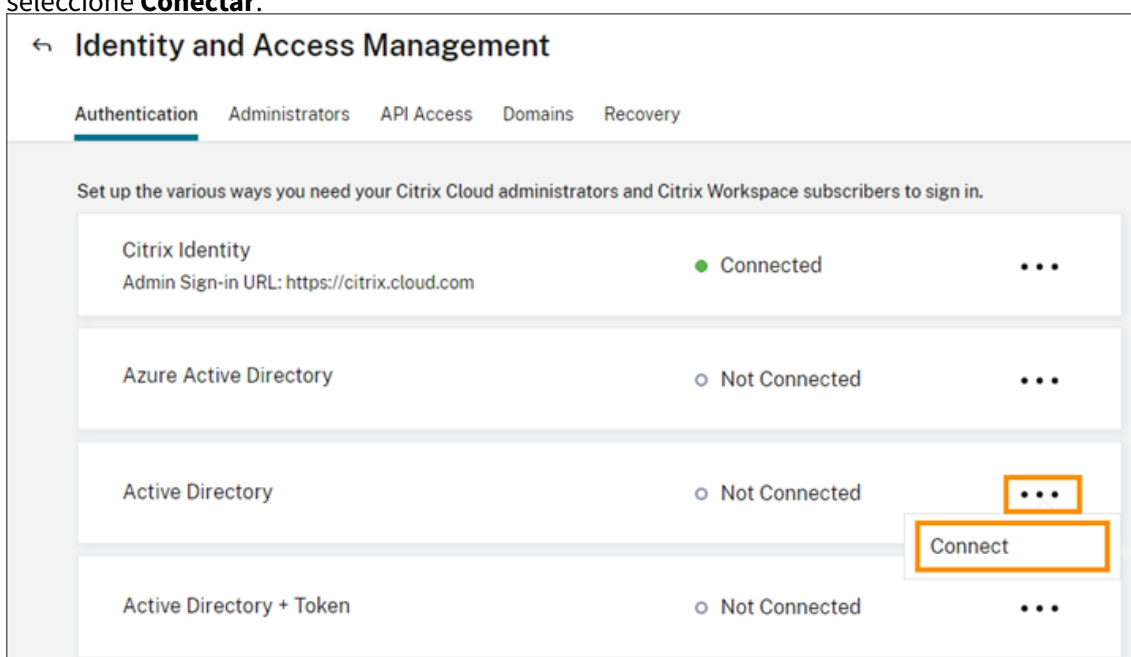 seleccione Conectar.
Identity and Access Management
Authentication Administrators API Access Domains Recovery
Set up the various ways you need your Citrix Cloud administrators and Citrix Workspace subscribers to sign in.
Citrix Identity
Admin Sign-in URL: https://citrix.cloud.com
Connected
Azure Active Directory
Not Connected
Active Directory
Not Connected
Connect
Active Directory + Token
Not Connected